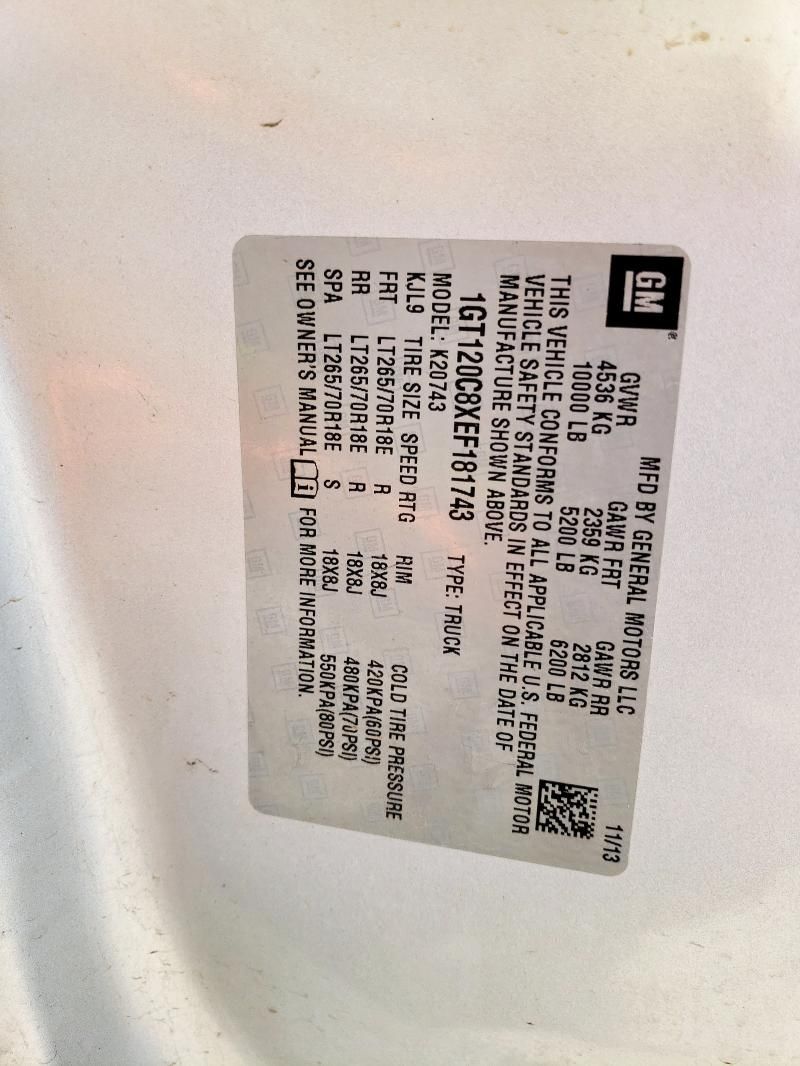 GM
MFD BY GENERAL MOTORS LLC 11/13
GVWR GAWR FRT GAWR RR
4536 KG 2359 KG 2812 KG
10000 LB 5200 LB 6200 LB
THIS VEHICLE CONFORMS TO ALL APPLICABLE U.S. FEDERAL MOTOR
VEHICLE SAFETY STANDARDS IN EFFECT ON THE DATE OF
MANUFACTURE SHOWN ABOVE.
1GT120C8XEF181743 TYPE: TRUCK
MODEL: K20743
KJL9 TIRE SIZE SPEED RTG RIM COLD TIRE PRESSURE
FRT LT265/70R18E R 18X8J 420KPA(60PSI)
RR LT265/70R18E R 18X8J 480KPA(70PSI)
SPA LT265/70R18E S 18X8J 550KPA(80PSI)
SEE OWNER'S MANUAL i FOR MORE INFORMATION.